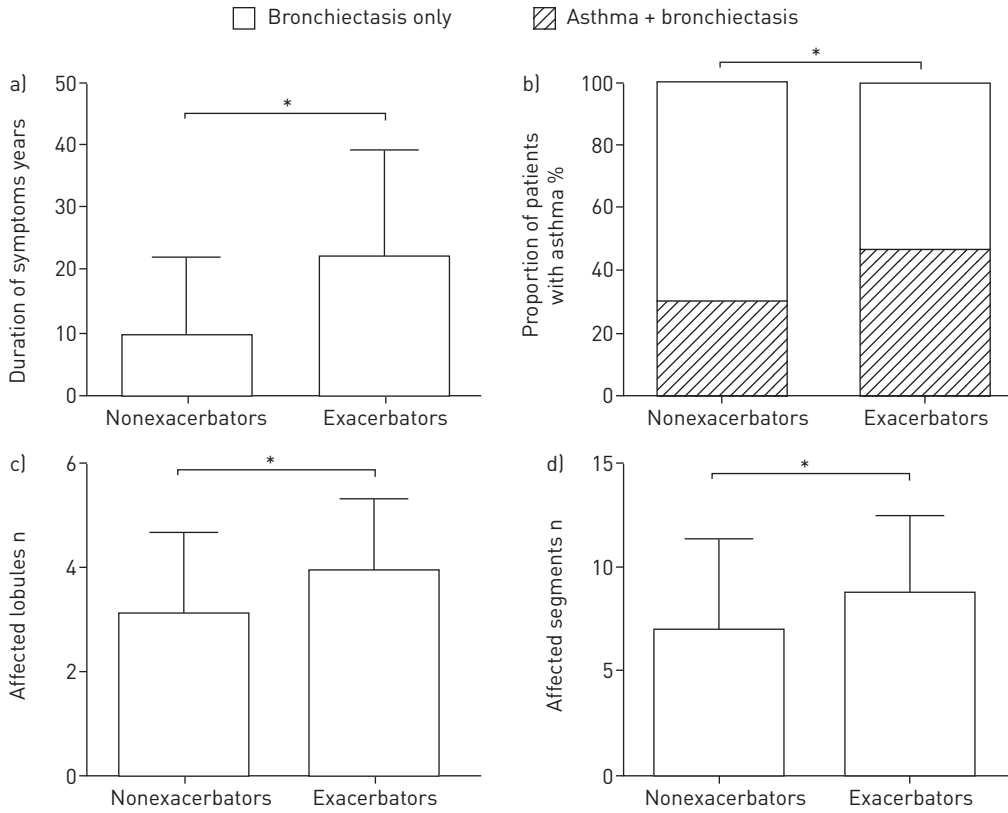 Bronchiectasis only
Asthma + bronchiectasis
a)
Duration of symptoms years
50
40
30
20
10
0
*
Nonexacerbators
Exacerbators
b)
Proportion of patients
with asthma %
100
80
60
40
20
0
*
Nonexacerbators
Exacerbators
c)
Affected lobules n
6
4
2
0
*
Nonexacerbators
Exacerbators
d)
Affected segments n
15
10
5
0
*
Nonexacerbators
Exacerbators